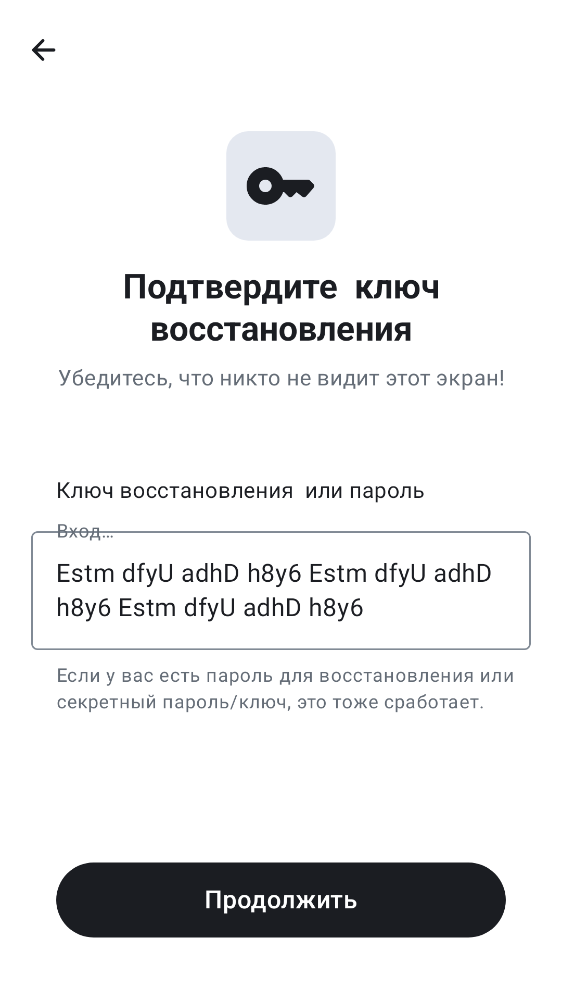 Подтвердите ключ
восстановления
Убедитесь, что никто не видит этот экран!
Ключ восстановления или пароль
Вход…
Estm dfyU adhD h8y6 Estm dfyU adhD
h8y6 Estm dfyU adhD h8y6
Если у вас есть пароль для восстановления или
секретный пароль/ключ, это тоже сработает.
Продолжить